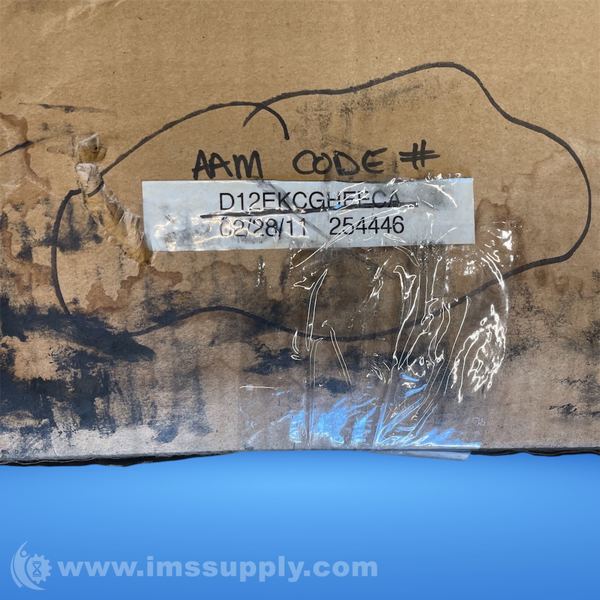 AAM CODE #
D12FKCGHFECA
02/28/11 254446
www.imssupply.com